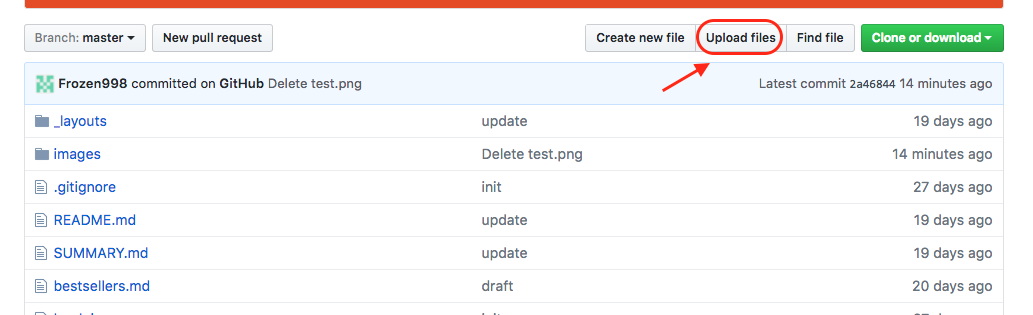 Branch: master New pull request Create new file Upload files Find file Clone or download
Frozen998 committed on GitHub Delete test.png Latest commit 2a46844 14 minutes ago
_layouts update 19 days ago
images Delete test.png 14 minutes ago
.gitignore init 27 days ago
README.md update 19 days ago
SUMMARY.md update 19 days ago
bestsellers.md draft 20 days ago